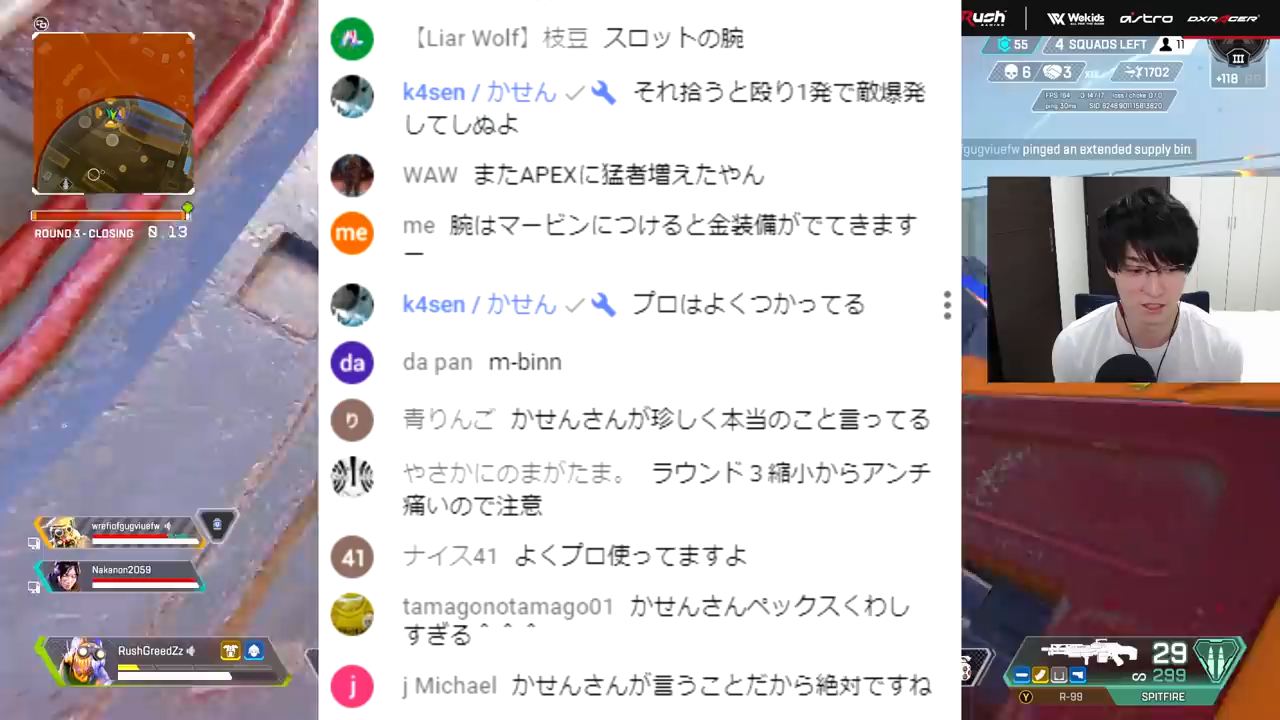 【Liar Wolf】枝豆 スロットの腕
k4sen / かせん それ拾うと殴り1発で敵爆発
してしぬよ
WAW またAPEXに猛者増えたやん
me me 腕はマービンにつけると金装備がでてきます
ー
k4sen / かせん プロはよくつかってる
da da pan m-binn
り 青りんご かせんさんが珍しく本当のこと言ってる
やさかにのまがたま。 ラウンド3縮小からアンチ
痛いので注意
41 ナイス41 よくプロ使ってますよ
tamagonotamago01 かせんさんペックスくわし
すぎる＾＾＾
j j Michael かせんさんが言うことだから絶対ですね
ROUND 3 - CLOSING 0:13
wrefiofgugviuefw
Nakanon2059
RushGreedZz
Rush Wekids ASTRO DXRACER
55 4 SQUADS LEFT 11
6 3 1702
III
+118
fgugviuefw pinged an extended supply bin.
29
299
Y R-99 SPITFIRE